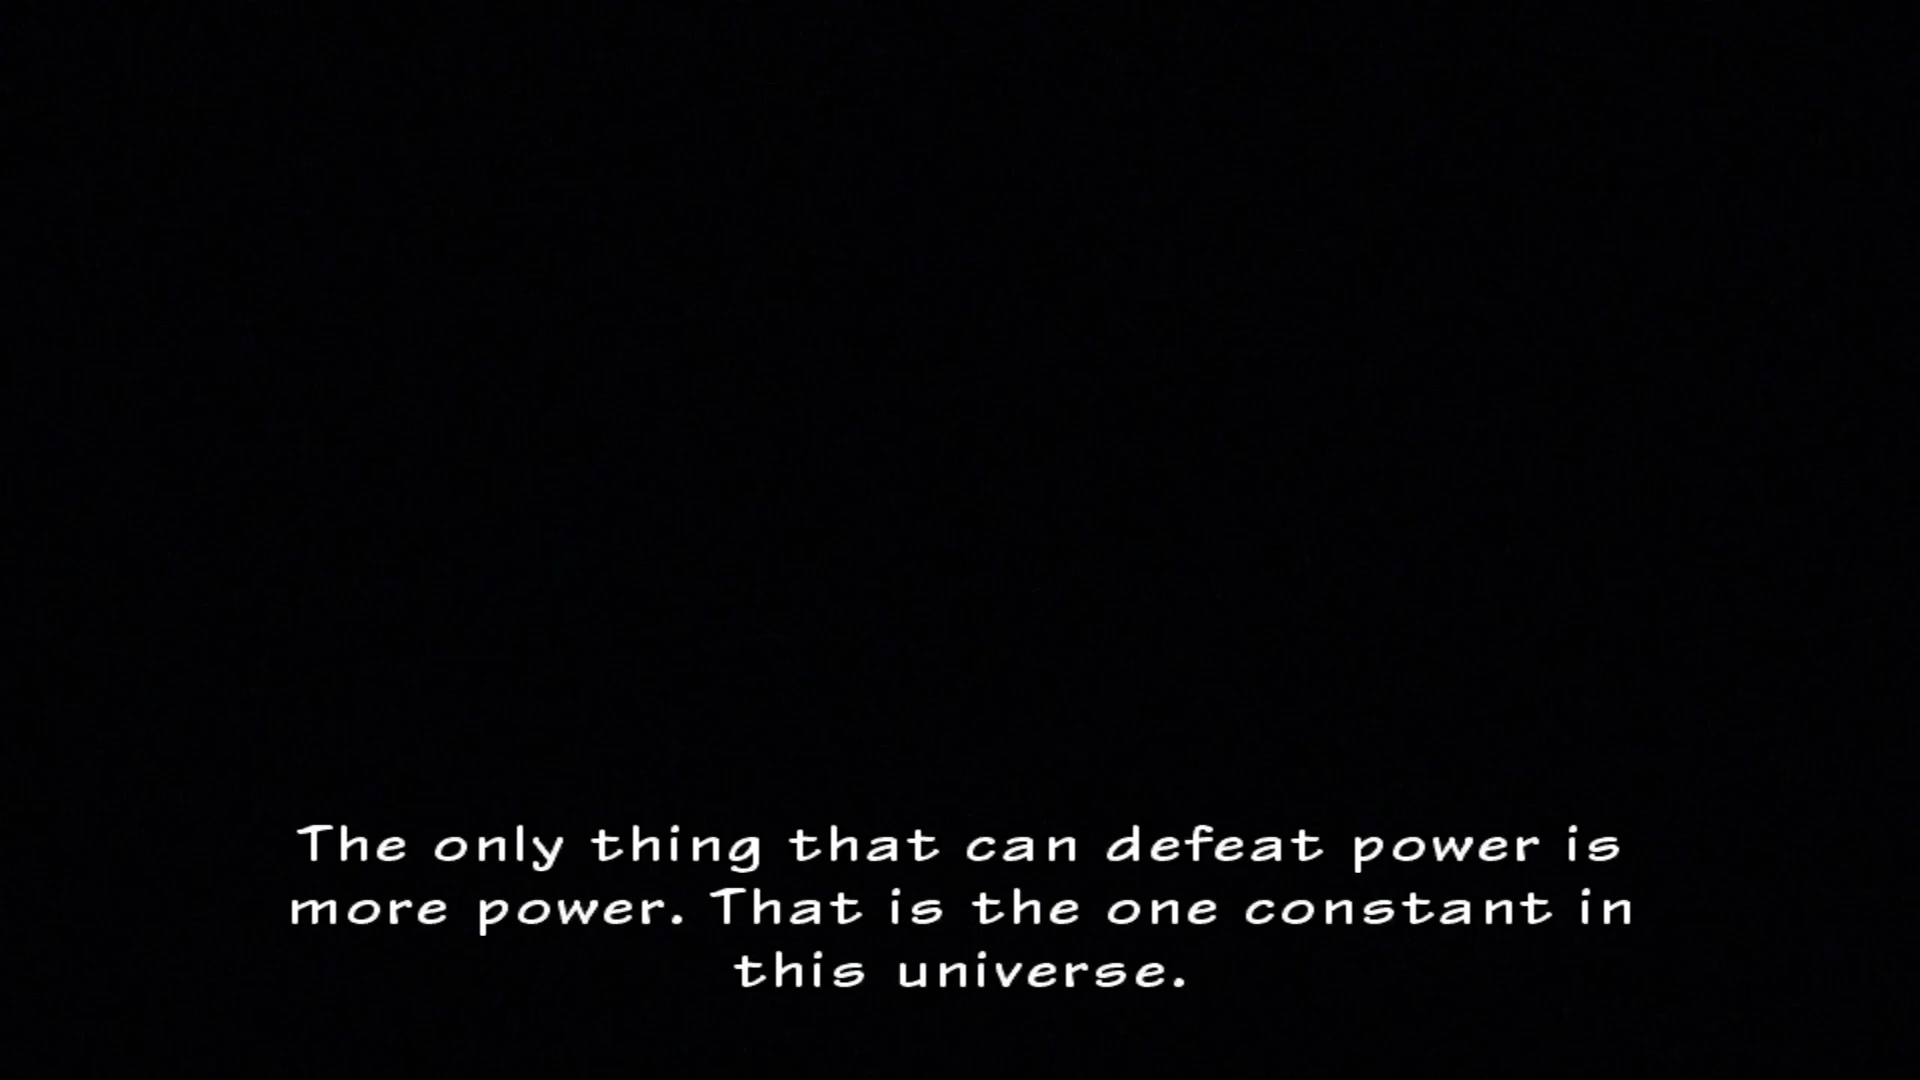 The only thing that can defeat power is
more power. That is the one constant in
this universe.